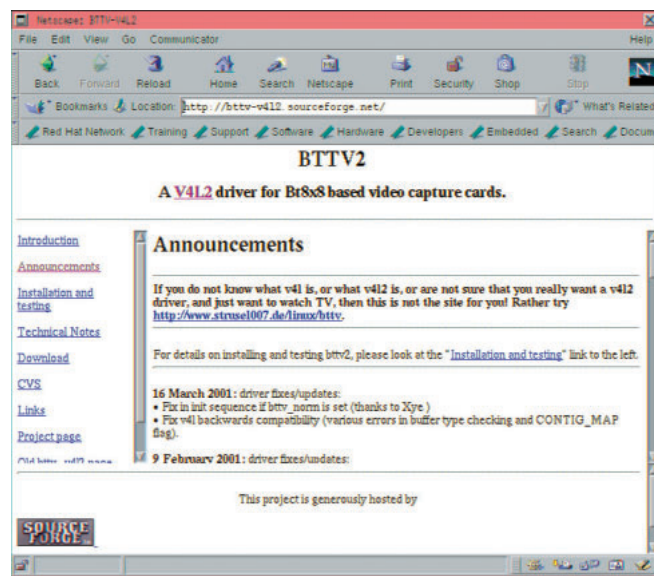 Netscape: BTTV-V4L2
File Edit View Go Communicator Help
Back Forward Reload Home Search Netscape Print Security Shop Stop
N
Bookmarks Location: http://bttv-v4l2.sourceforge.net/ What's Related
Red Hat Network Training Support Software Hardware Developers Embedded Search Docum
BTTV2
A V4L2 driver for Bt8x8 based video capture cards.
Introduction
Announcements
Installation and
testing
Technical Notes
Download
CVS
Links
Project page
Old bttv-v4l2 page
Announcements
If you do not know what v4l is, or what v4l2 is, or are not sure that you really want a v4l2
driver, and just want to watch TV, then this is not the site for you! Rather try
http://www.strusel007.de/linux/bttv.
For details on installing and testing bttv2, please look at the "Installation and testing" link to the left.
16 March 2001: driver fixes/updates:
• Fix in init sequence if bttv_norm is set (thanks to Xye )
• Fix v4l backwards compatibility (various errors in buffer type checking and CONTIG_MAP
flag).
9 February 2001: driver fixes/updates:
This project is generously hosted by
SOURCE
FORGE